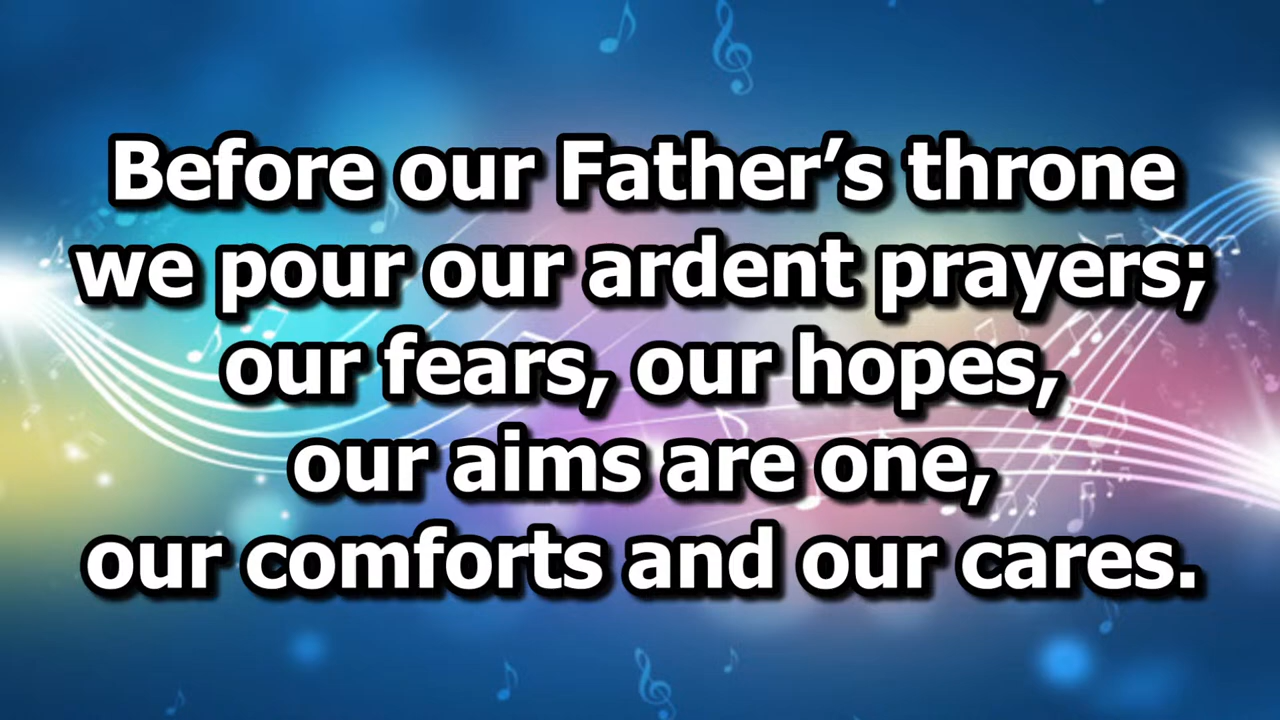 Before our Father’s throne
we pour our ardent prayers;
our fears, our hopes,
our aims are one,
our comforts and our cares.